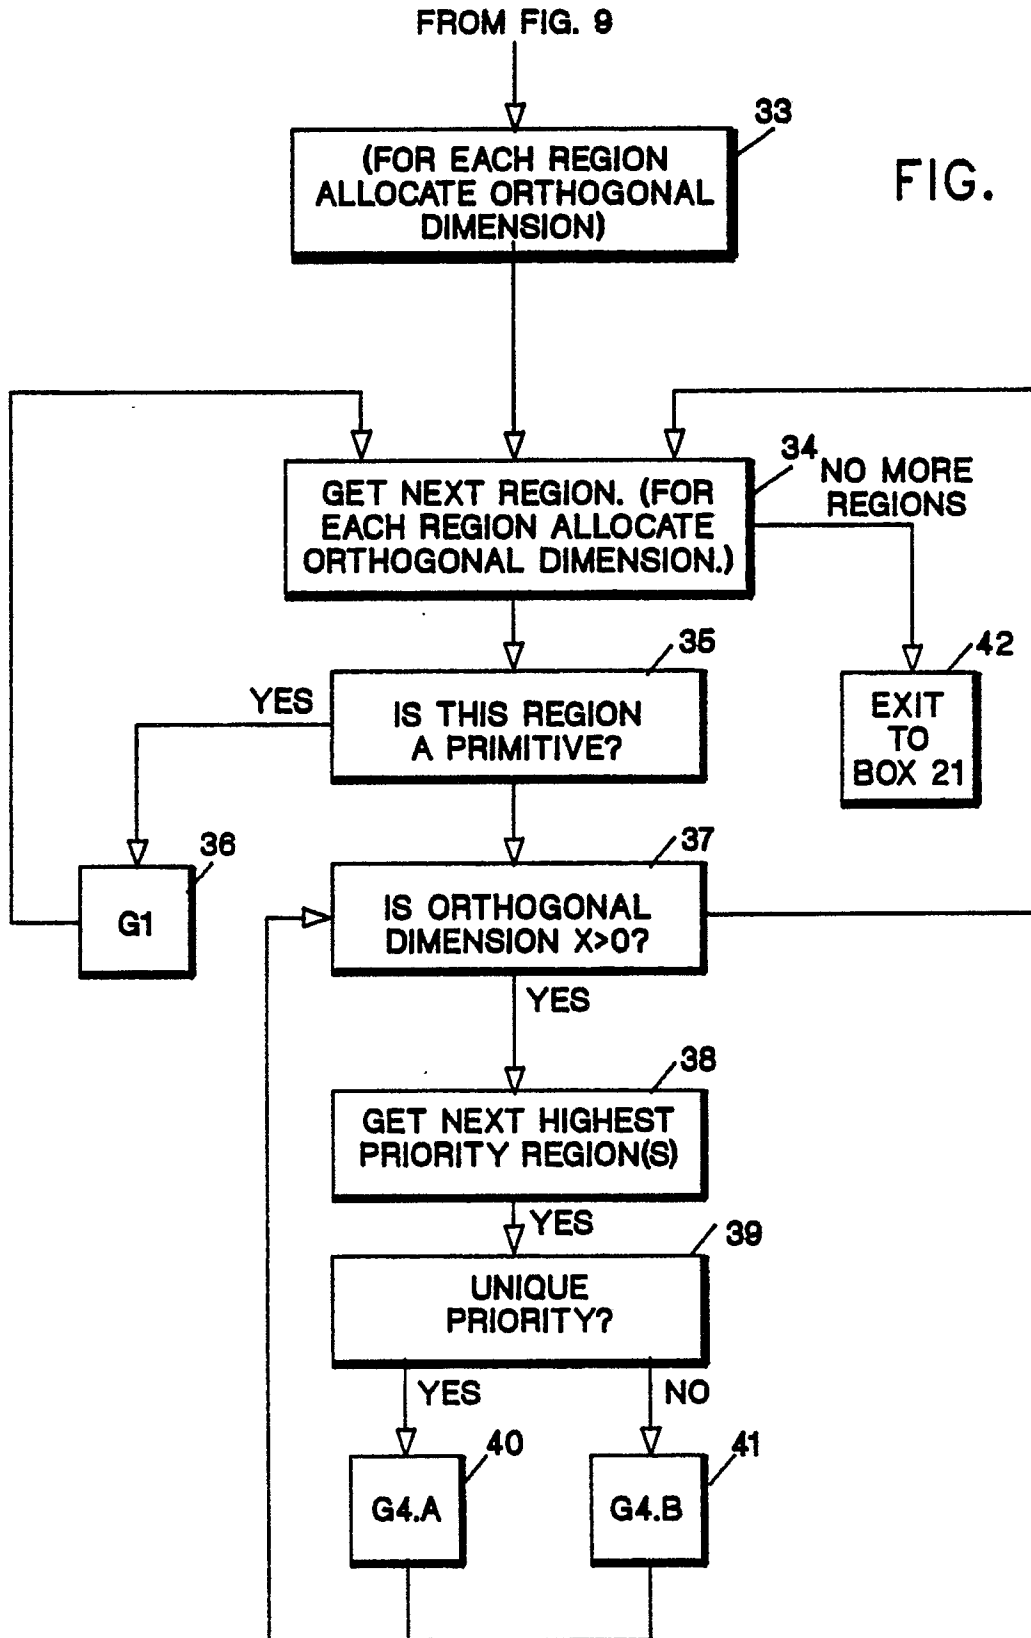 FROM FIG. 9
33
(FOR EACH REGION
ALLOCATE ORTHOGONAL
DIMENSION)
FIG.
34
NO MORE
REGIONS
GET NEXT REGION. (FOR
EACH REGION ALLOCATE
ORTHOGONAL DIMENSION.)
35
42
YES
IS THIS REGION
A PRIMITIVE?
EXIT
TO
BOX 21
36
37
G1
IS ORTHOGONAL
DIMENSION X>0?
YES
38
GET NEXT HIGHEST
PRIORITY REGION(S)
YES
39
UNIQUE
PRIORITY?
YES
NO
40
41
G4.A
G4.B